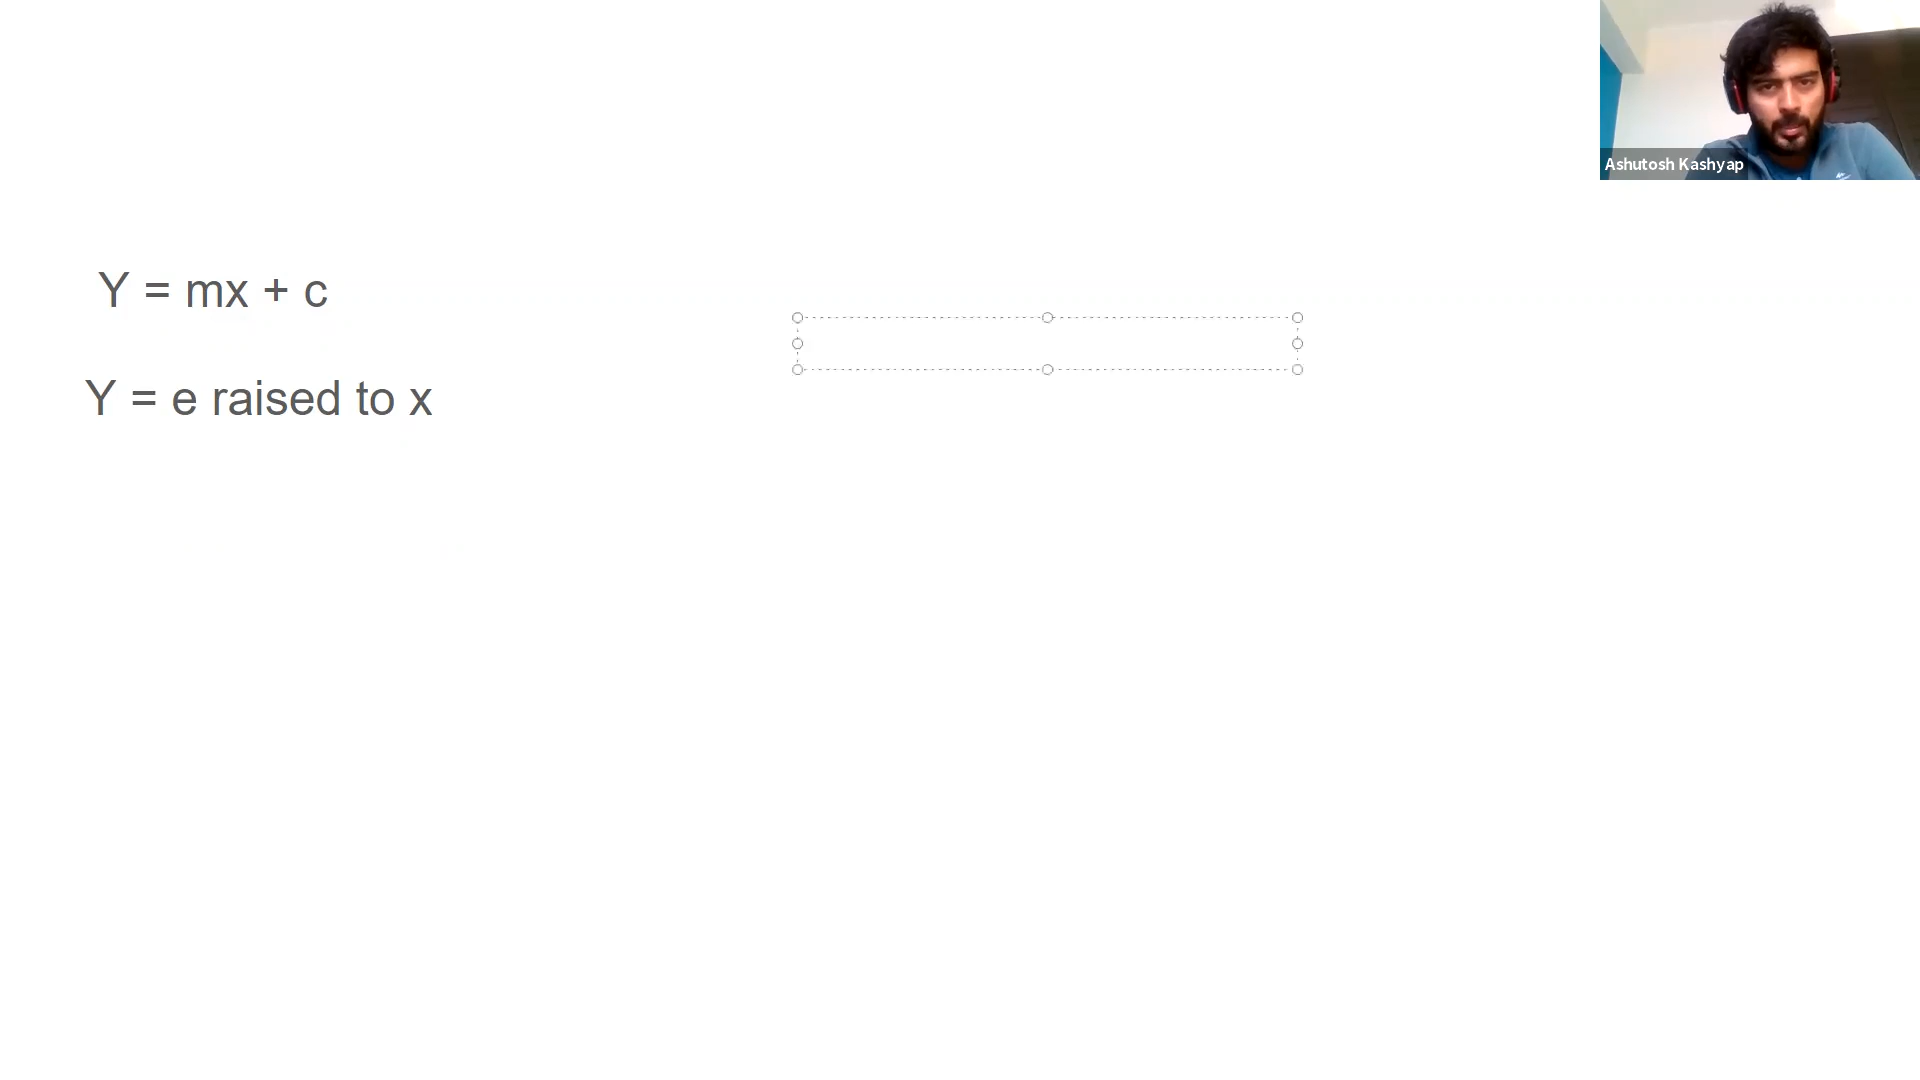 Ashutosh Kashyap
Y = mx + c
Y = e raised to x